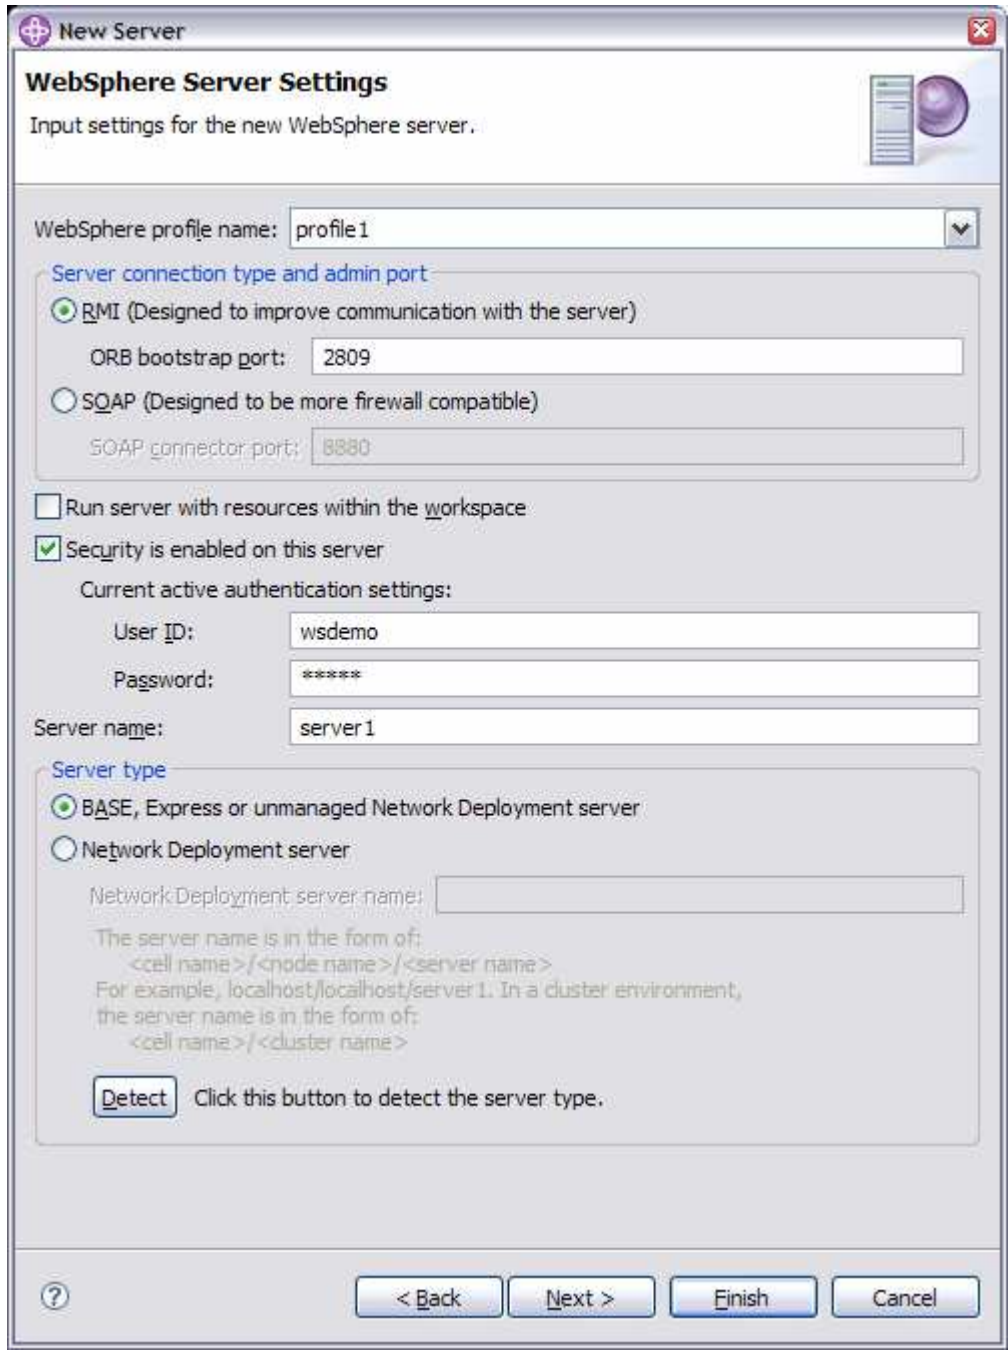 New Server
WebSphere Server Settings
Input settings for the new WebSphere server.
WebSphere profile name: profile1
Server connection type and admin port
RMI (Designed to improve communication with the server)
ORB bootstrap port: 2809
SOAP (Designed to be more firewall compatible)
SOAP connector port: 8880
Run server with resources within the workspace
Security is enabled on this server
Current active authentication settings:
User ID: wsdemo
Password: *****
Server name: server1
Server type
BASE, Express or unmanaged Network Deployment server
Network Deployment server
Network Deployment server name:
The server name is in the form of:
<cell name>/<node name>/<server name>
For example, localhost/localhost/server1. In a cluster environment,
the server name is in the form of:
<cell name>/<cluster name>
Detect Click this button to detect the server type.
? < Back Next > Finish Cancel